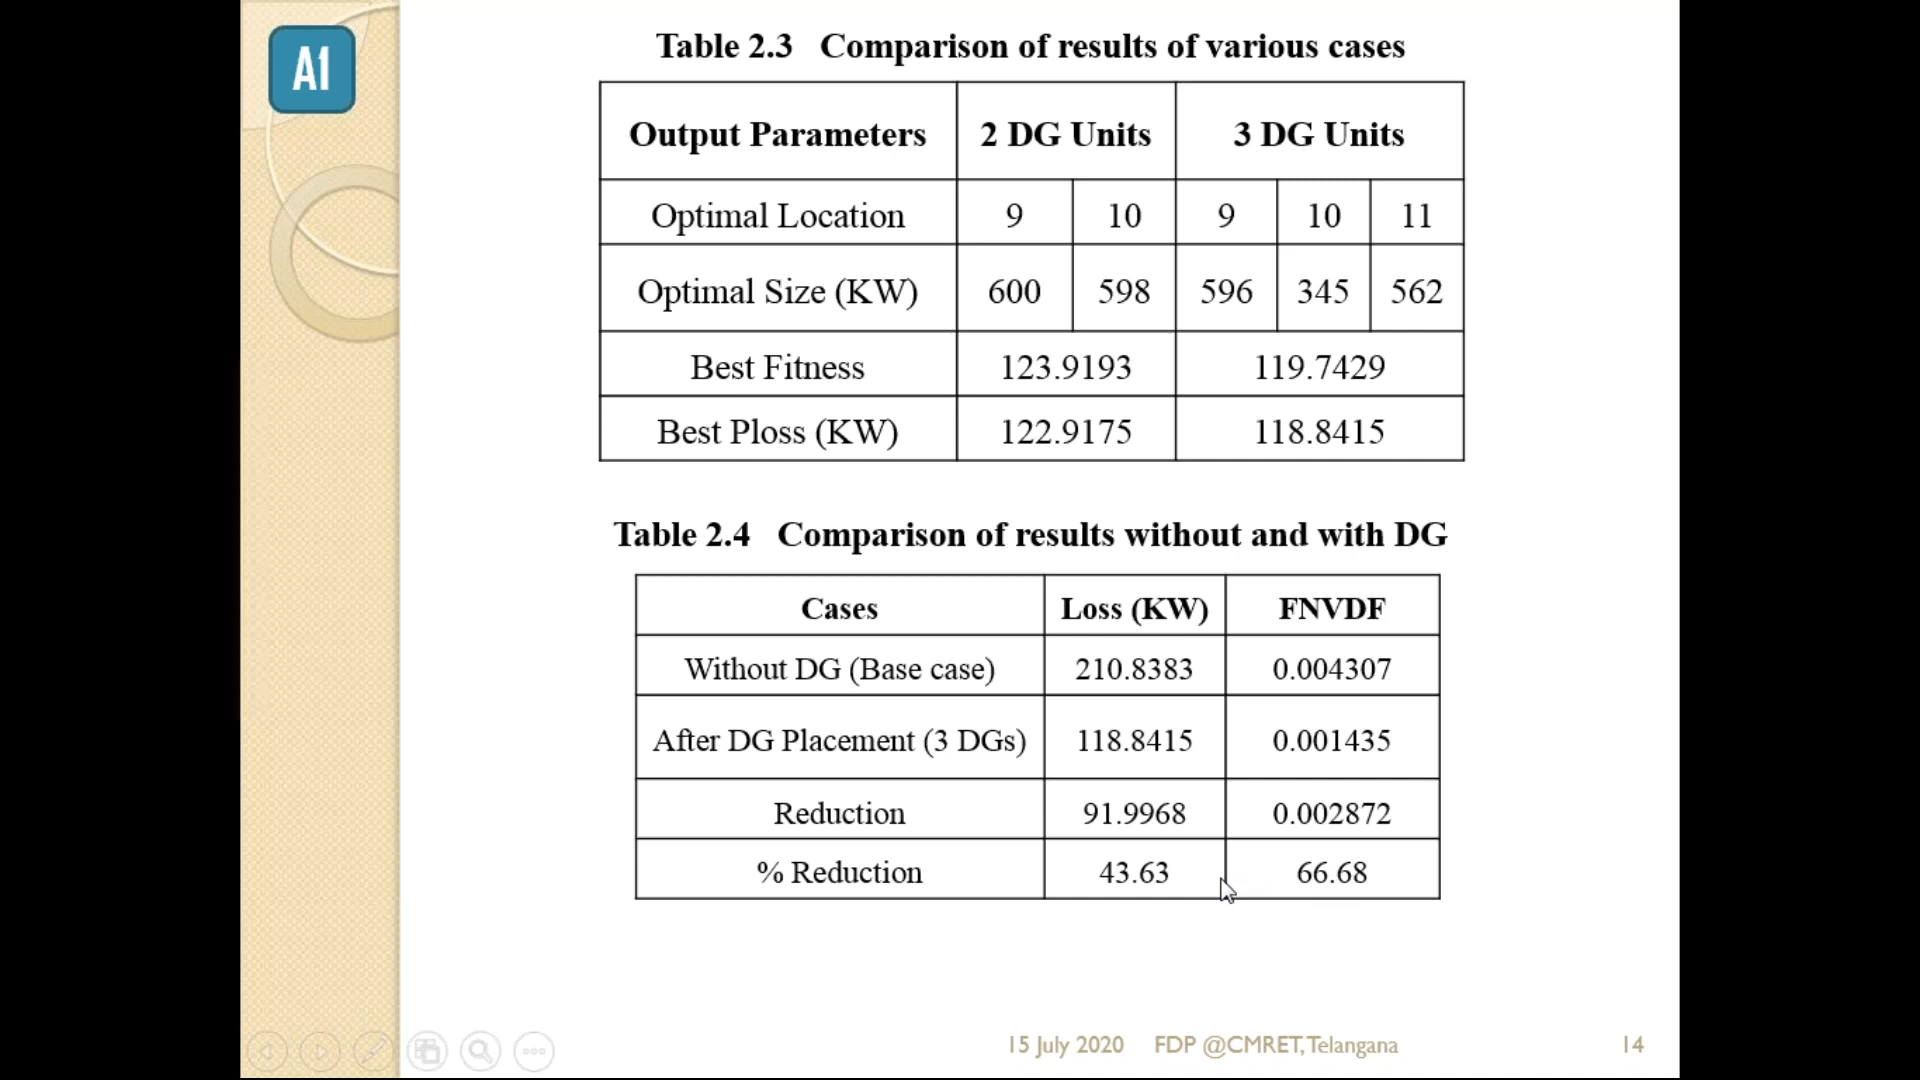 A1
Table 2.3 Comparison of results of various cases
Output Parameters 2 DG Units 3 DG Units
Optimal Location 9 10 9 10 11
Optimal Size (KW) 600 598 596 345 562
Best Fitness 123.9193 119.7429
Best Ploss (KW) 122.9175 118.8415
Table 2.4 Comparison of results without and with DG
Cases Loss (KW) FNVDF
Without DG (Base case) 210.8383 0.004307
After DG Placement (3 DGs) 118.8415 0.001435
Reduction 91.9968 0.002872
% Reduction 43.63 66.68
15 July 2020 FDP @CMRET,Telangana 14